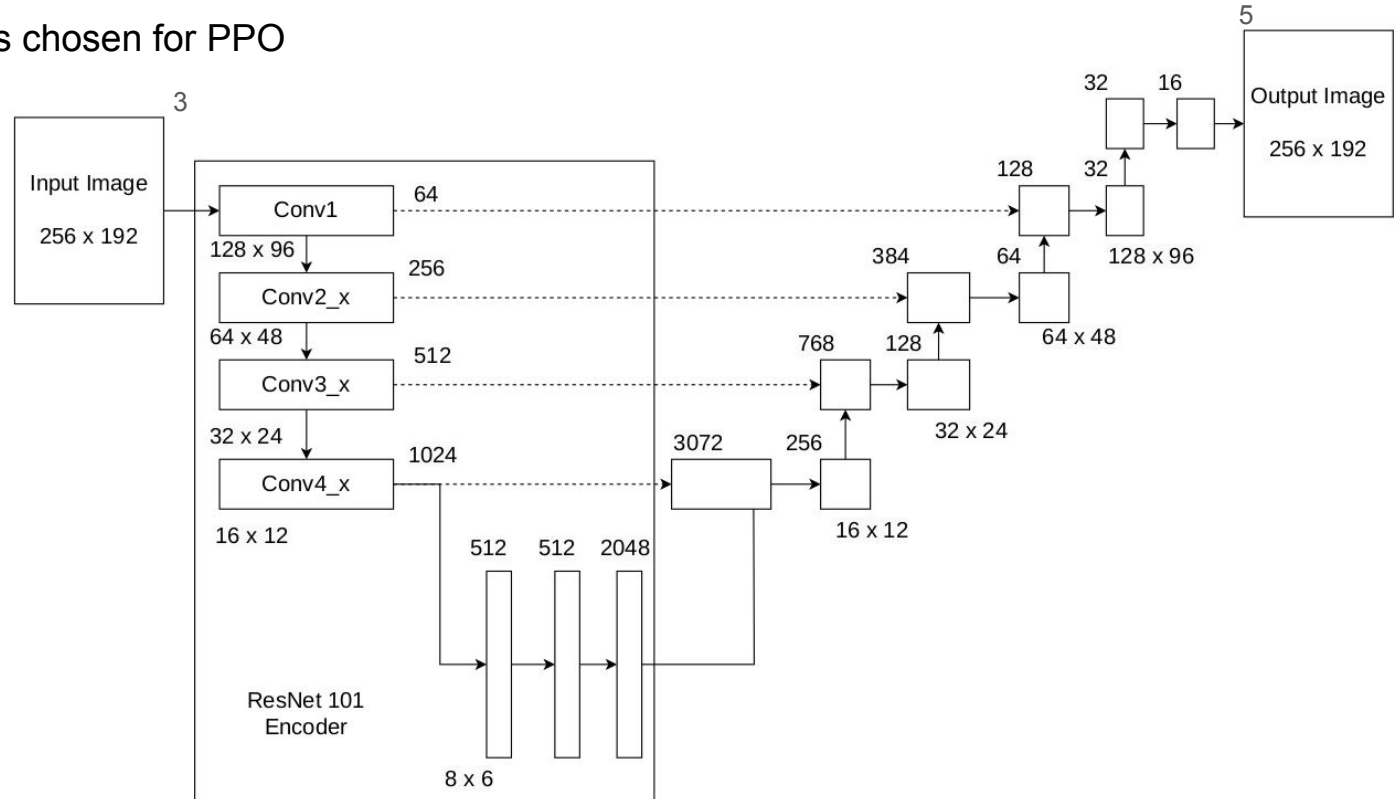 s chosen for PPO
5
3
32 16
Output Image
256 x 192
Input Image
256 x 192
Conv1
64
128 32
128 x 96
128 x 96
256
384 64
Conv2_x
64 x 48
64 x 48
512
768 128
Conv3_x
32 x 24
32 x 24
1024
3072 256
Conv4_x
16 x 12
16 x 12
512 512 2048
ResNet 101
Encoder
8 x 6